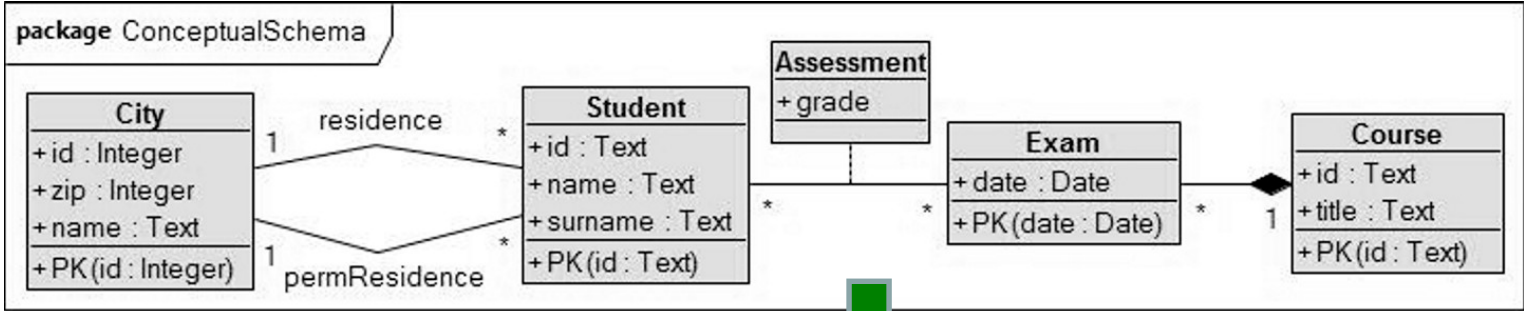 package ConceptualSchema
City
+id : Integer
+zip : Integer
+name : Text
+PK(id : Integer)
1
residence
*
1
permResidence
*
Student
+id : Text
+name : Text
+surname : Text
+PK(id : Text)
*
Assessment
+grade
*
Exam
+date : Date
+PK(date : Date)
*
1
Course
+id : Text
+title : Text
+PK(id : Text)